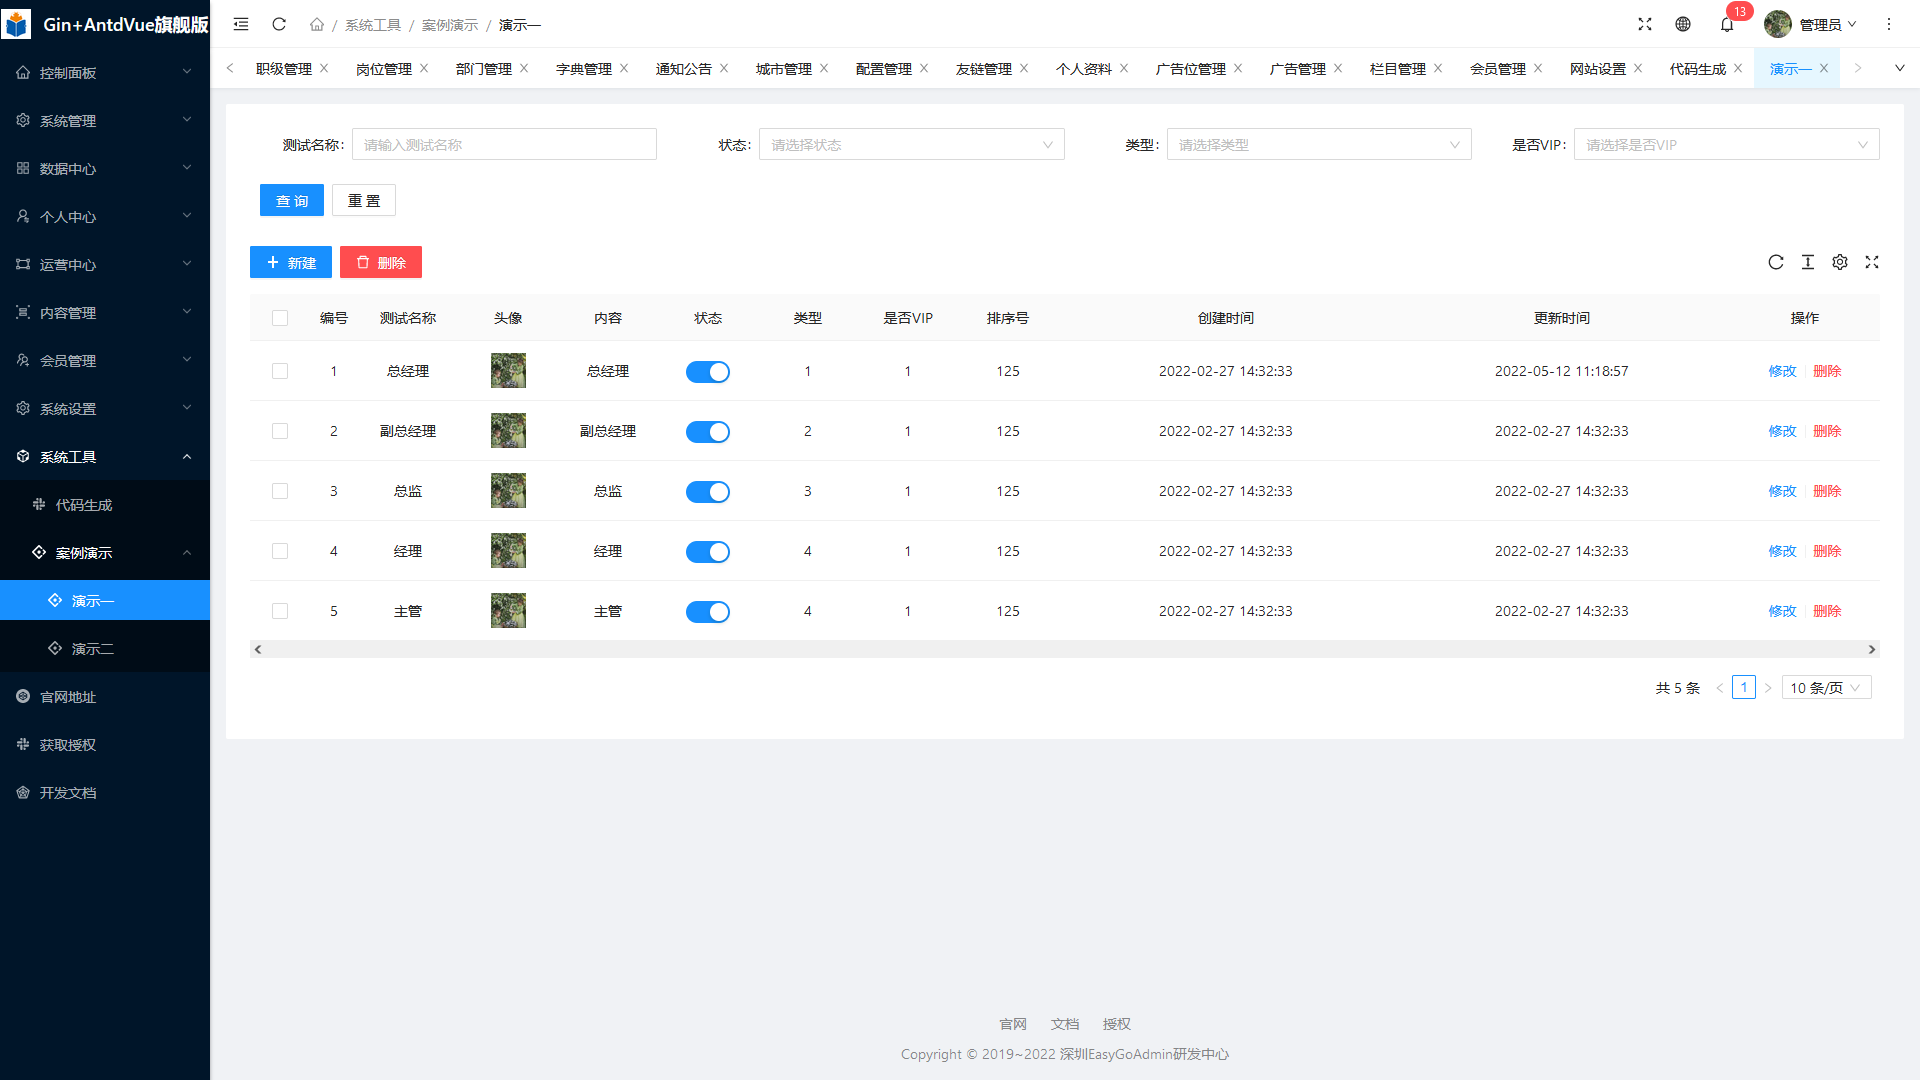 Gin+AntdVue旗舰版
控制面板
系统管理
数据中心
个人中心
运营中心
内容管理
会员管理
系统设置
系统工具
代码生成
案例演示
演示一
演示二
官网地址
获取授权
开发文档
/ 系统工具 / 案例演示 / 演示一
13
管理员
职级管理 岗位管理 部门管理 字典管理 通知公告 城市管理 配置管理 友链管理 个人资料 广告位管理 广告管理 栏目管理 会员管理 网站设置 代码生成 演示一
测试名称: 请输入测试名称 状态: 请选择状态 类型: 请选择类型 是否VIP: 请选择是否VIP
查 询 重 置
新建 删除
编号 测试名称 头像 内容 状态 类型 是否VIP 排序号 创建时间 更新时间 操作
1 总经理 总经理 1 1 125 2022-02-27 14:32:33 2022-05-12 11:18:57 修改 删除
2 副总经理 副总经理 2 1 125 2022-02-27 14:32:33 2022-02-27 14:32:33 修改 删除
3 总监 总监 3 1 125 2022-02-27 14:32:33 2022-02-27 14:32:33 修改 删除
4 经理 经理 4 1 125 2022-02-27 14:32:33 2022-02-27 14:32:33 修改 删除
5 主管 主管 4 1 125 2022-02-27 14:32:33 2022-02-27 14:32:33 修改 删除
共 5 条 1 10 条/页
官网 文档 授权
Copyright © 2019~2022 深圳EasyGoAdmin研发中心